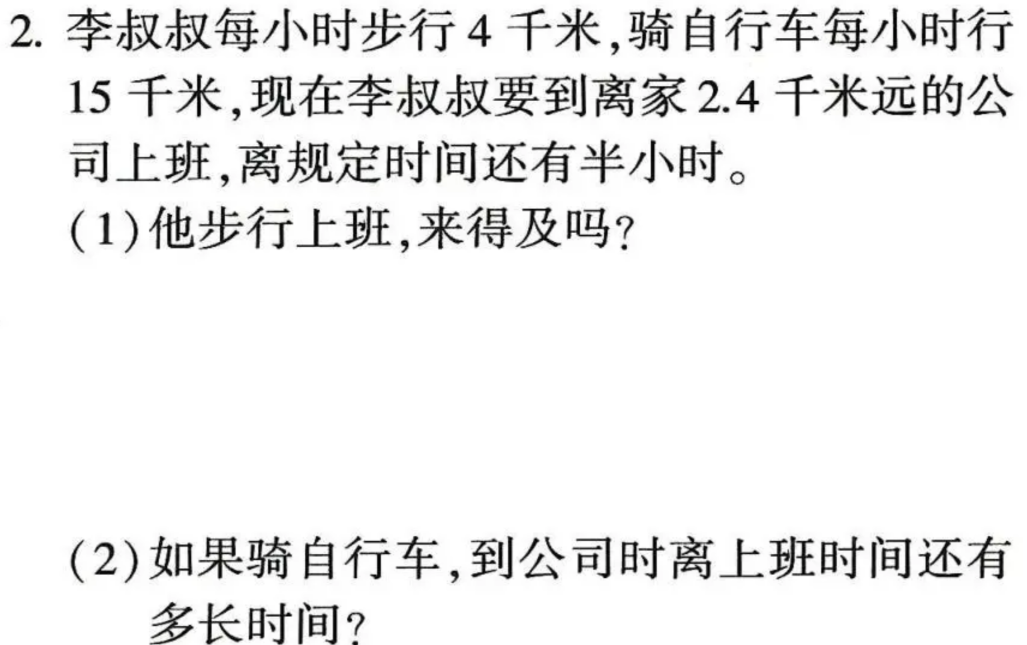 2. 李叔叔每小时步行 4 千米,骑自行车每小时行
15 千米,现在李叔叔要到离家 2.4 千米远的公
司上班,离规定时间还有半小时。
(1)他步行上班,来得及吗?
(2)如果骑自行车,到公司时离上班时间还有
多长时间?